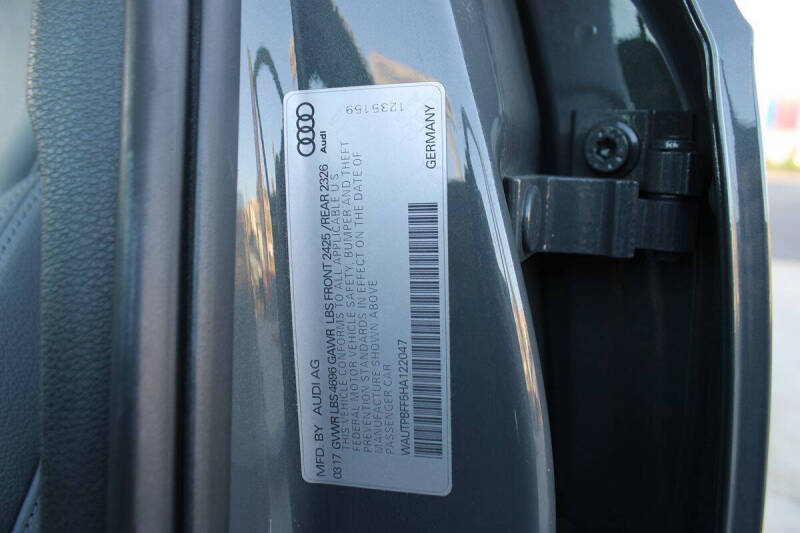 Audi
1235159
MFD. BY AUDI AG
03 17 GVWR LBS 4696 GAWR LBS FRONT 2425 /REAR 2326
THIS VEHICLE CONFORMS TO ALL APPLICABLE U.S.
FEDERAL MOTOR VEHICLE SAFETY, BUMPER AND THEFT
PREVENTION STANDARDS IN EFFECT ON THE DATE OF
MANUFACTURE SHOWN ABOVE
PASSENGER CAR
WAUTPBFF5HA122047
GERMANY